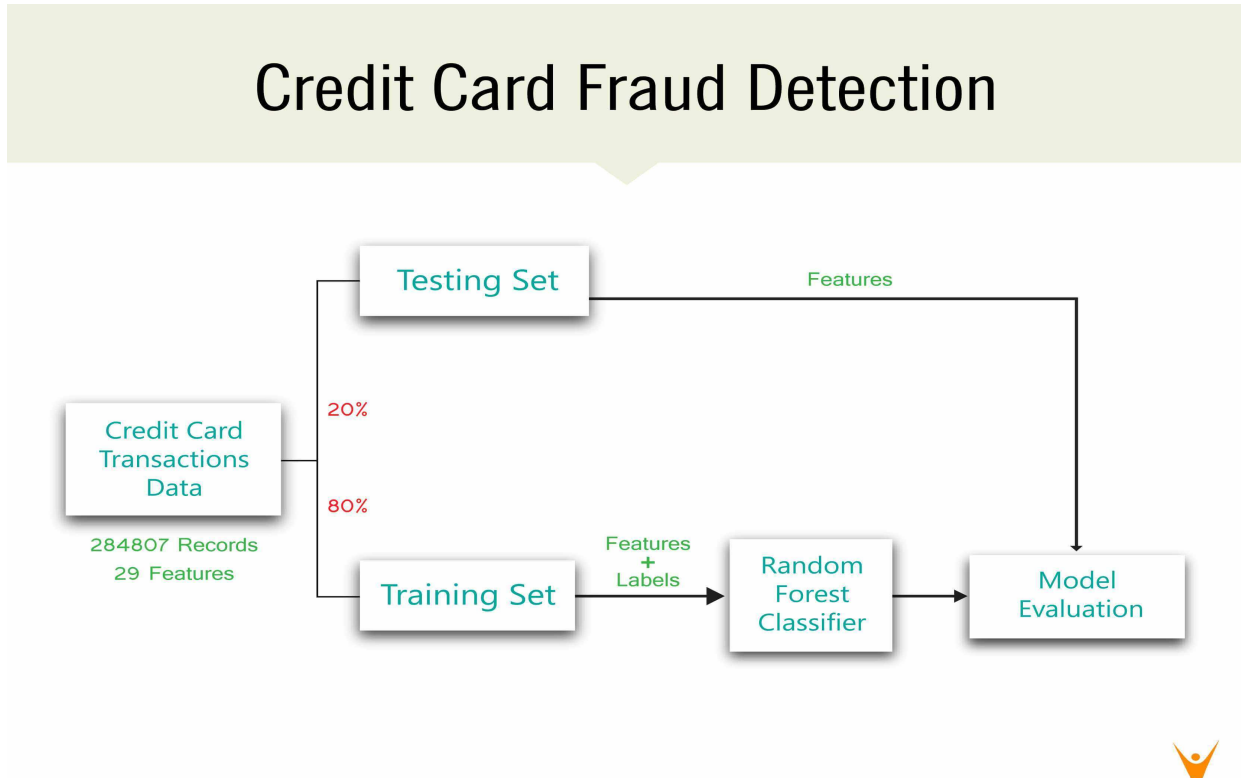 Credit Card Fraud Detection
Testing Set
Features
20%
Credit Card
Transactions
Data
80%
284807 Records
29 Features
Training Set
Features
+
Labels
Random
Forest
Classifier
Model
Evaluation